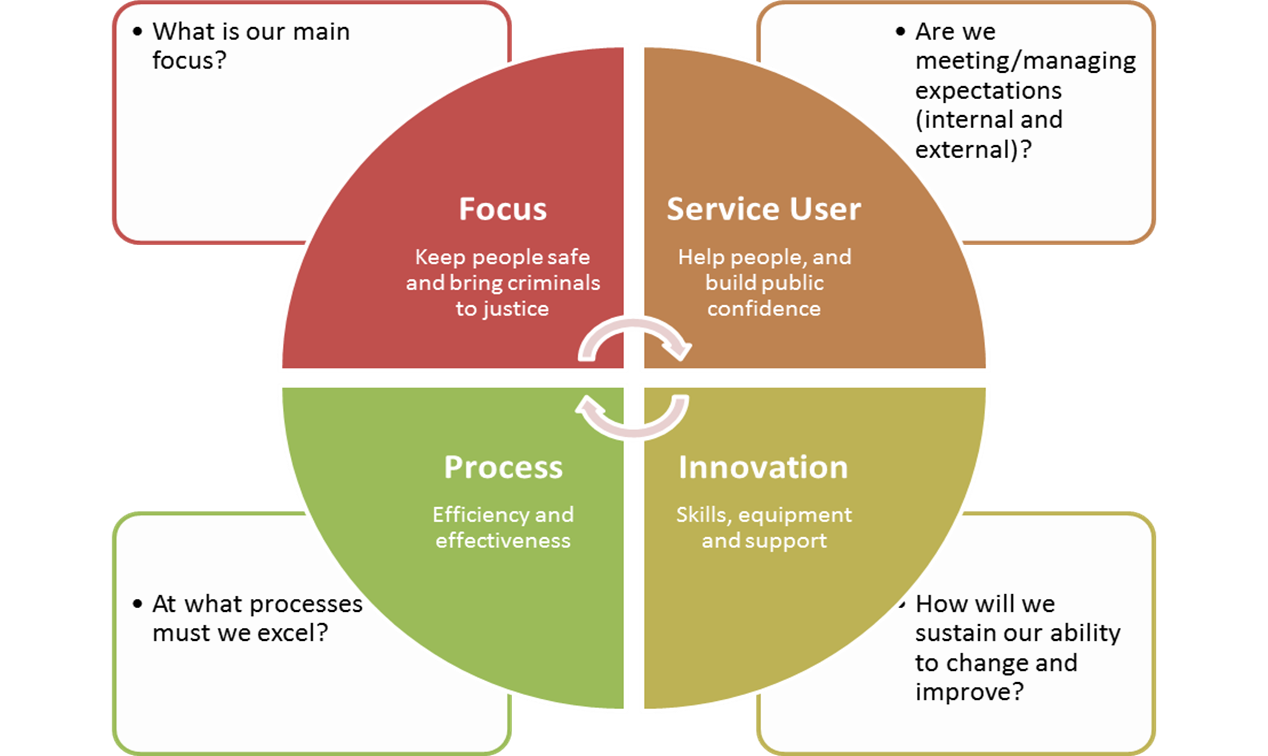 • What is our main
focus?
• Are we
meeting/managing
expectations
(internal and
external)?
Focus
Keep people safe
and bring criminals
to justice
Service User
Help people, and
build public
confidence
Process
Efficiency and
effectiveness
Innovation
Skills, equipment
and support
• At what processes
must we excel?
• How will we
sustain our ability
to change and
improve?